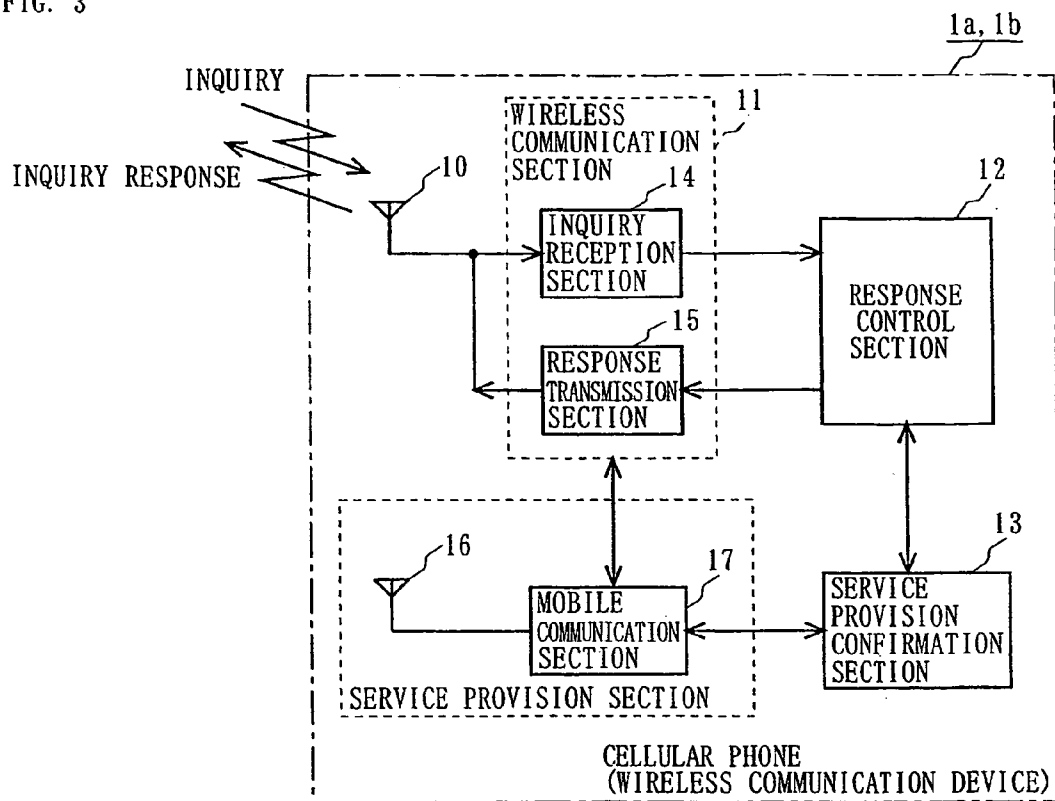 FIG. 3
1a, 1b
INQUIRY
INQUIRY RESPONSE
10
WIRELESS
COMMUNICATION
SECTION
11
14
INQUIRY
RECEPTION
SECTION
12
RESPONSE
CONTROL
SECTION
15
RESPONSE
TRANSMISSION
SECTION
16
17
MOBILE
COMMUNICATION
SECTION
SERVICE PROVISION SECTION
13
SERVICE
PROVISION
CONFIRMATION
SECTION
CELLULAR PHONE
(WIRELESS COMMUNICATION DEVICE)